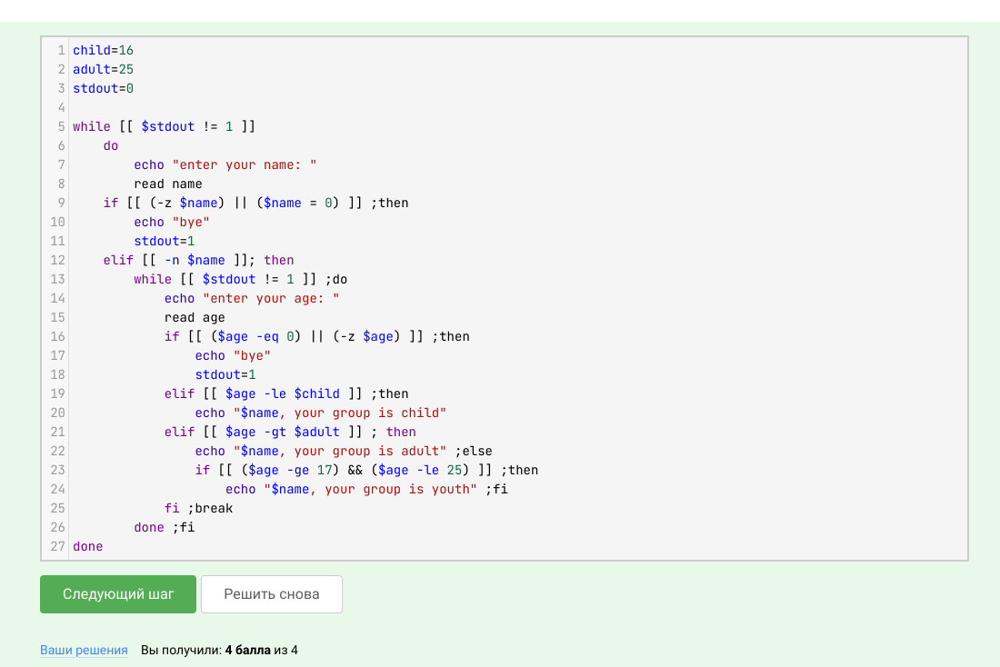 1 child=16
2 adult=25
3 stdout=0
4
5 while [[ $stdout != 1 ]]
6     do
7         echo "enter your name: "
8         read name
9     if [[ (-z $name) || ($name = 0) ]] ;then
10         echo "bye"
11         stdout=1
12     elif [[ -n $name ]]; then
13         while [[ $stdout != 1 ]] ;do
14             echo "enter your age: "
15             read age
16             if [[ ($age -eq 0) || (-z $age) ]] ;then
17                 echo "bye"
18                 stdout=1
19             elif [[ $age -le $child ]] ;then
20                 echo "$name, your group is child"
21             elif [[ $age -gt $adult ]] ; then
22                 echo "$name, your group is adult" ;else
23                 if [[ ($age -ge 17) && ($age -le 25) ]] ;then
24                     echo "$name, your group is youth" ;fi
25             fi ;break
26         done ;fi
27 done
Следующий шаг Решить снова
Ваши решения Вы получили: 4 балла из 4